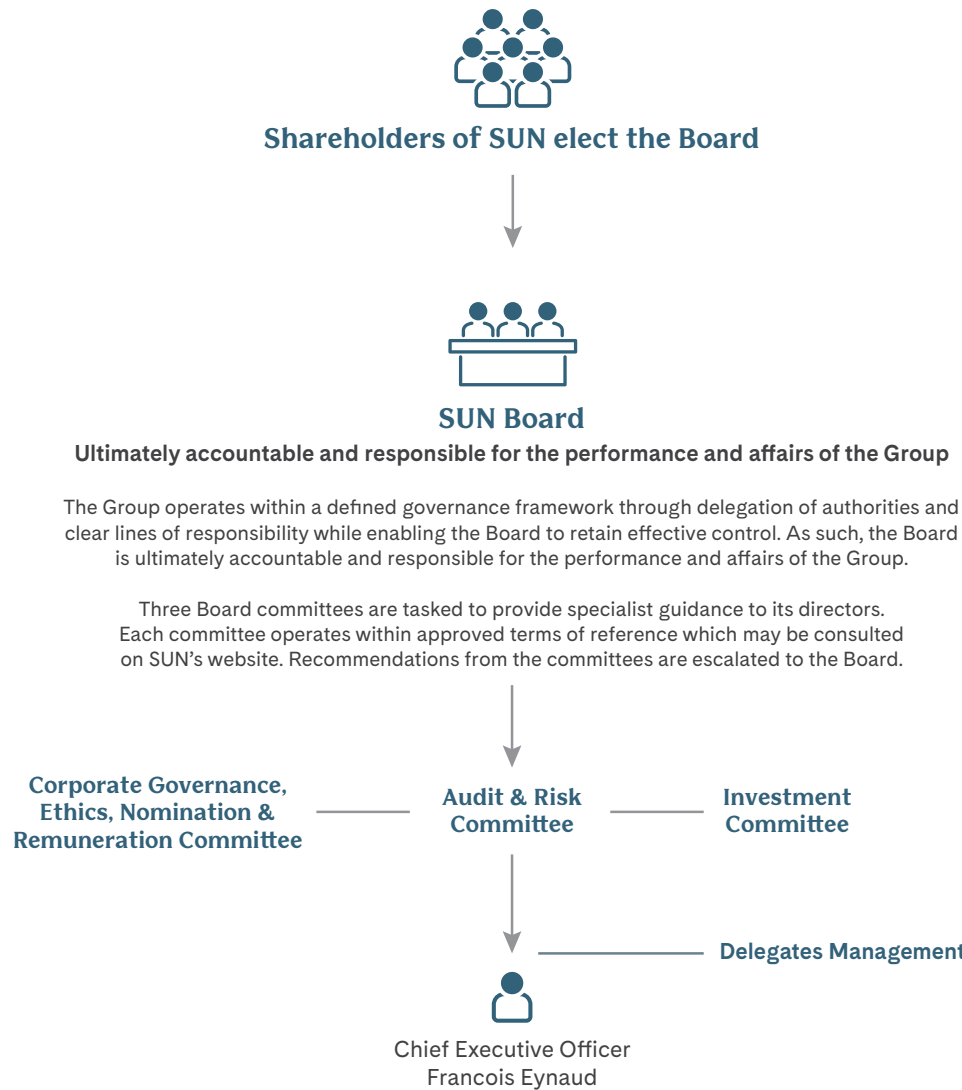 Shareholders of SUN elect the Board
SUN Board
Ultimately accountable and responsible for the performance and affairs of the Group
The Group operates within a defined governance framework through delegation of authorities and
clear lines of responsibility while enabling the Board to retain effective control. As such, the Board
is ultimately accountable and responsible for the performance and affairs of the Group.
Three Board committees are tasked to provide specialist guidance to its directors.
Each committee operates within approved terms of reference which may be consulted
on SUN's website. Recommendations from the committees are escalated to the Board.
Corporate Governance,
Ethics, Nomination &
Remuneration Committee
Audit & Risk
Committee
Investment
Committee
Delegates Management
Chief Executive Officer
Francois Eynaud